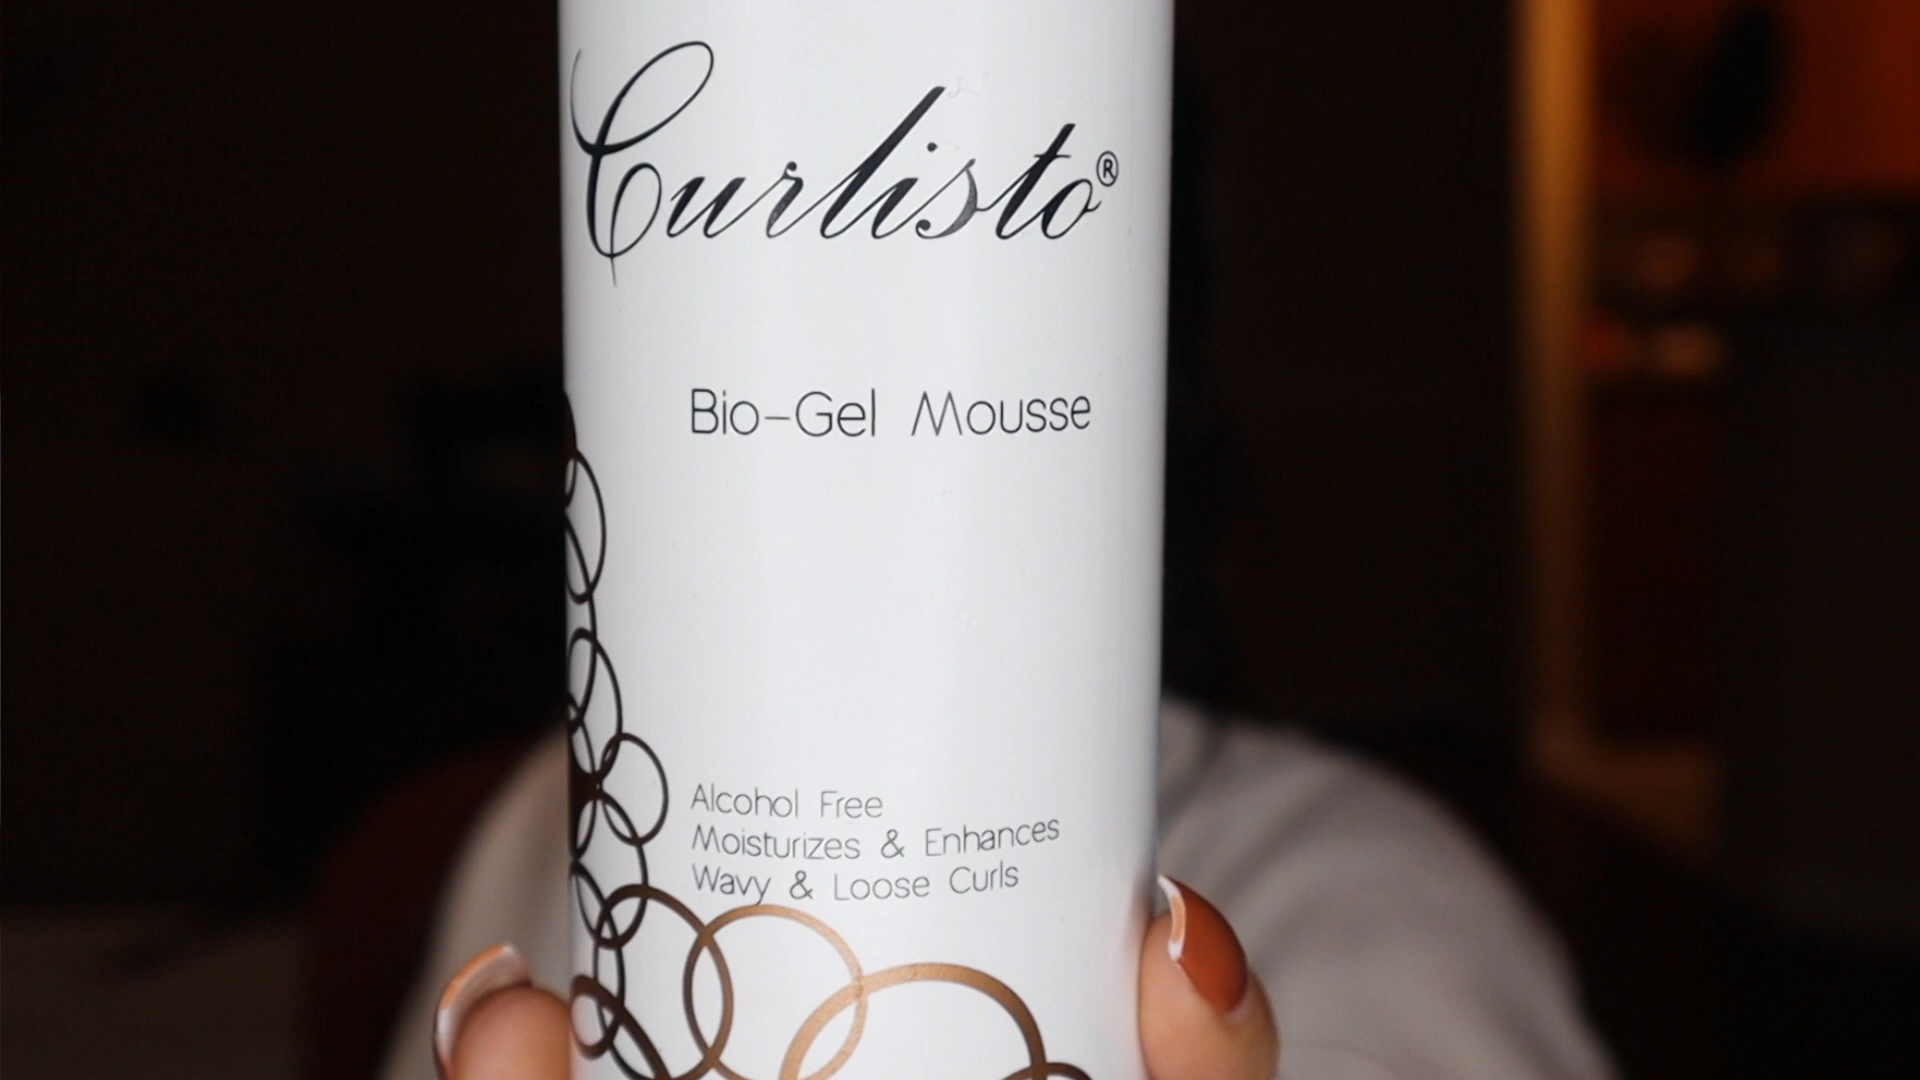 Curlisto®
Bio-Gel Mousse
Alcohol Free
Moisturizes & Enhances
Wavy & Loose Curls